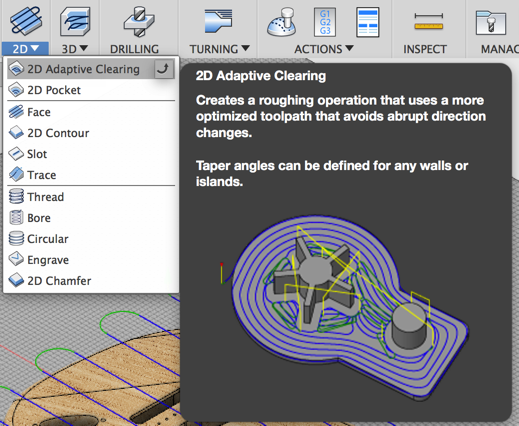 G1
G2
G3
2D
3D
DRILLING
TURNING
ACTIONS
INSPECT
MANAG
2D Adaptive Clearing
2D Pocket
Face
2D Contour
Slot
Trace
Thread
Bore
Circular
Engrave
2D Chamfer
2D Adaptive Clearing
Creates a roughing operation that uses a more
optimized toolpath that avoids abrupt direction
changes.
Taper angles can be defined for any walls or
islands.